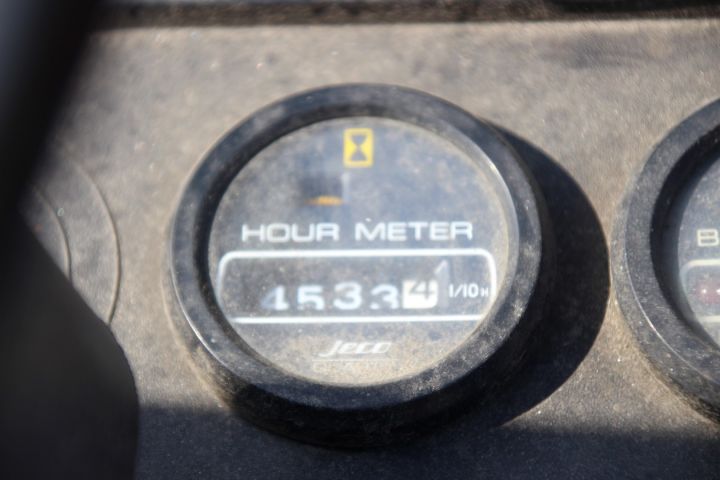 HOUR METER
45334 1/10H
Jeco
B